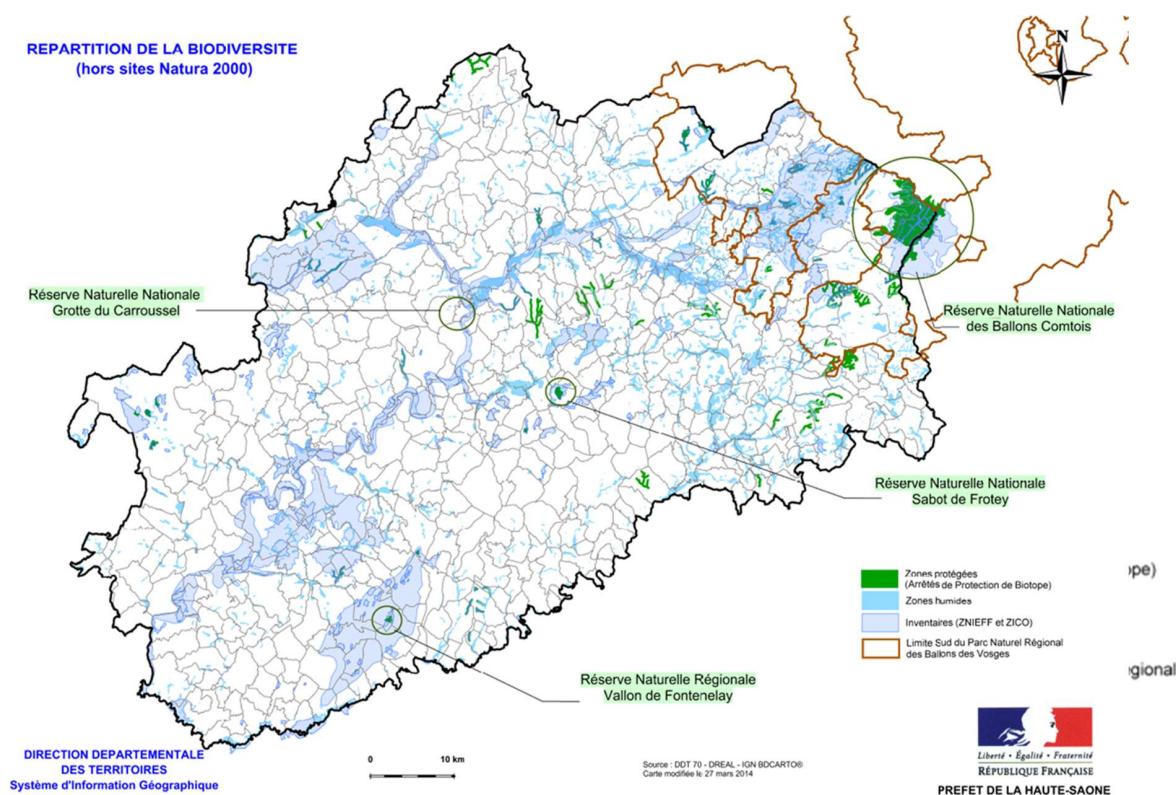 REPARTITION DE LA BIODIVERSITE
(hors sites Natura 2000)
N
Réserve Naturelle Nationale
Grotte du Carroussel
Réserve Naturelle Nationale
des Ballons Comtois
Réserve Naturelle Nationale
Sabot de Frotey
Réserve Naturelle Régionale
Vallon de Fontenelay
Zones protégées
(Arrêtés de Protection de Biotope)
Zones humides
Inventaires (ZNIEFF et ZICO)
Limite Sud du Parc Naturel Régional
des Ballons des Vosges
ope)
gional
DIRECTION DEPARTEMENTALE
DES TERRITOIRES
Système d'Information Géographique
0 10 km
Source : DDT 70 - DREAL - IGN BDCARTO®
Carte modifiée le 27 mars 2014
Liberté • Égalité • Fraternité
RÉPUBLIQUE FRANÇAISE
PREFET DE LA HAUTE-SAONE